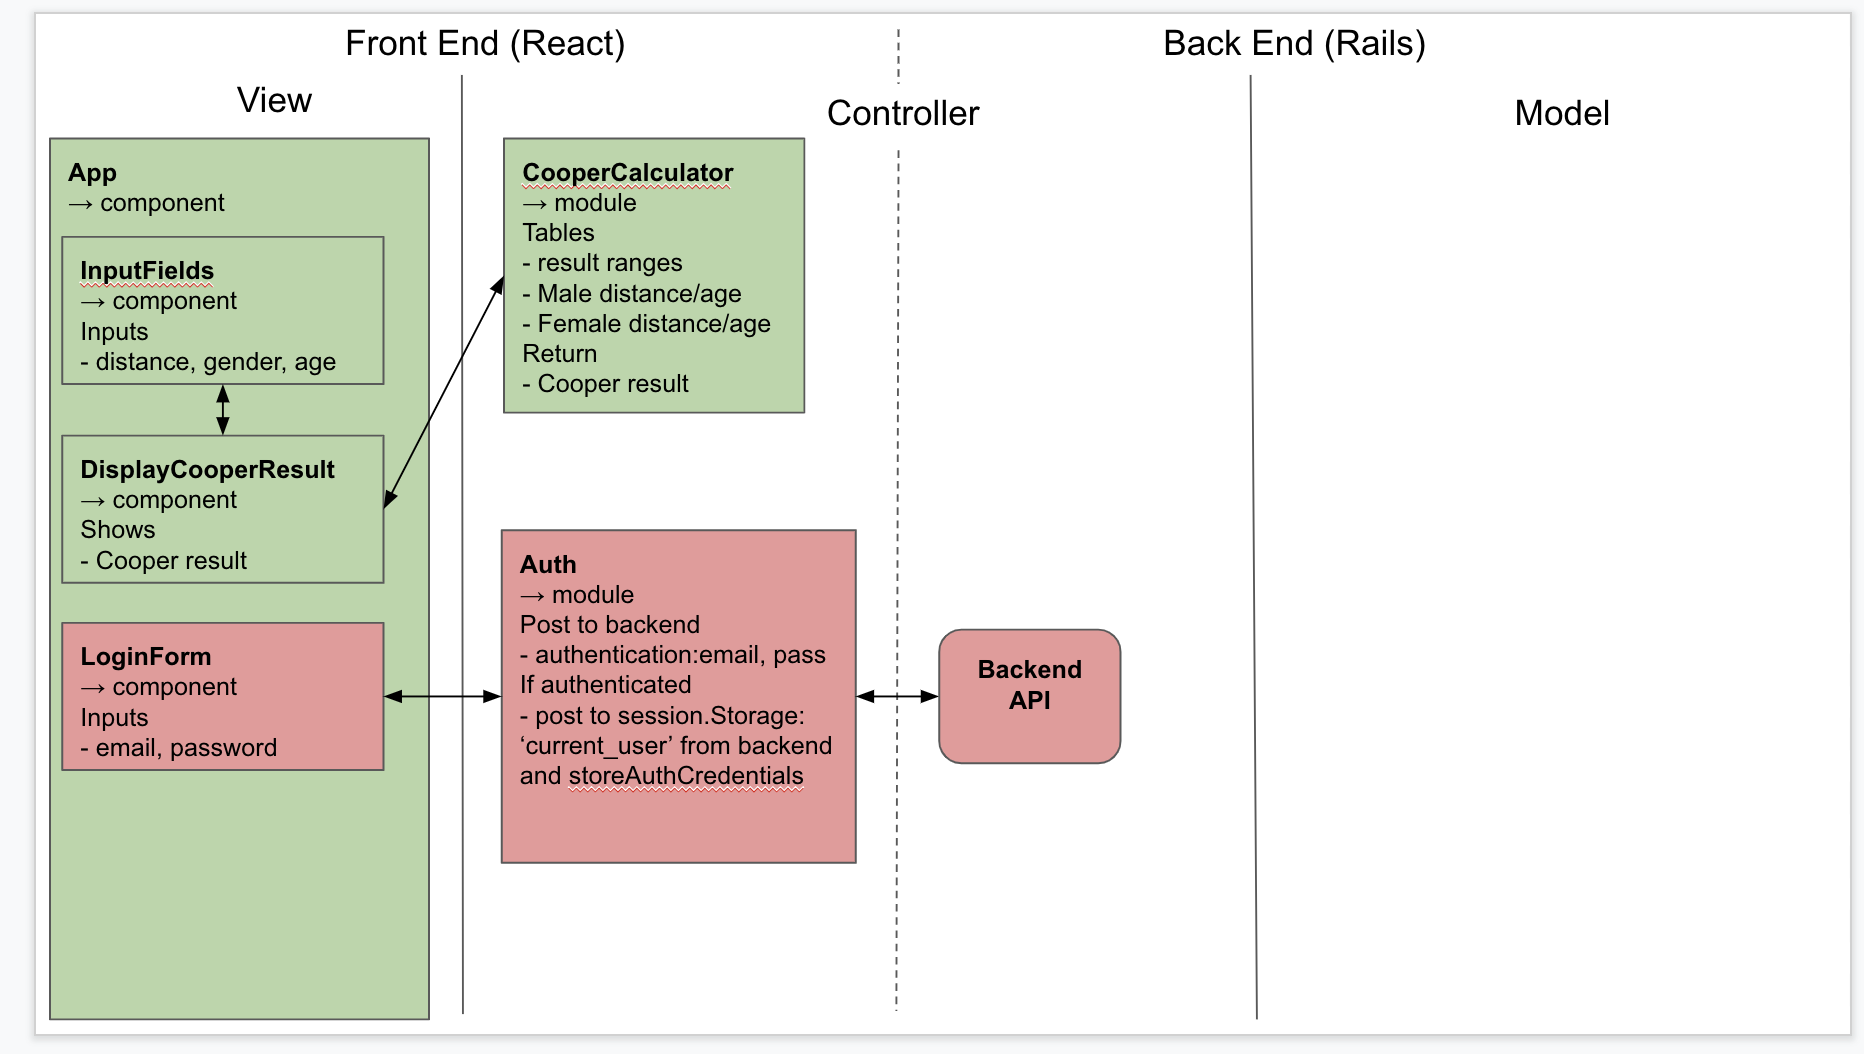 Front End (React)
Back End (Rails)
View
Controller
Model
App
→ component
InputFields
→ component
Inputs
- distance, gender, age
DisplayCooperResult
→ component
Shows
- Cooper result
LoginForm
→ component
Inputs
- email, password
CooperCalculator
→ module
Tables
- result ranges
- Male distance/age
- Female distance/age
Return
- Cooper result
Auth
→ module
Post to backend
- authentication:email, pass
If authenticated
- post to session.Storage:
‘current_user’ from backend
and storeAuthCredentials
Backend
API